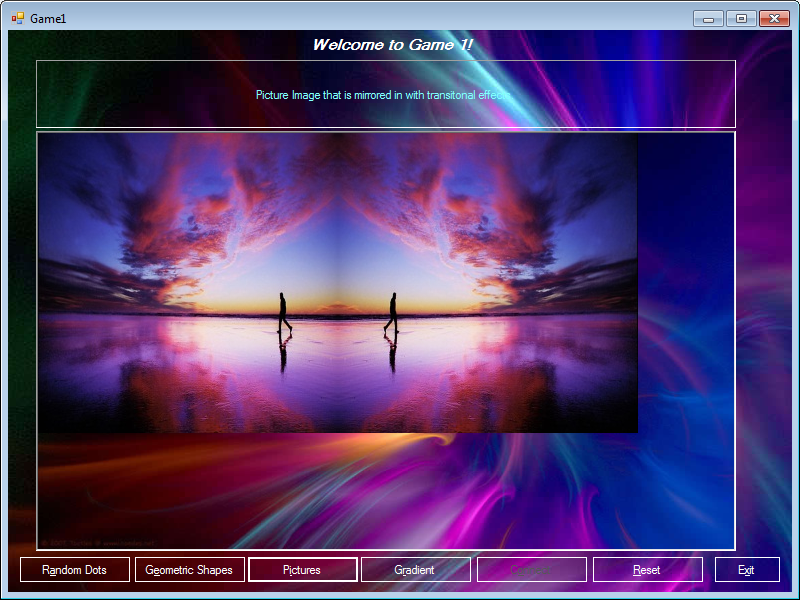 Game1
Welcome to Game 1!
Picture Image that is mirrored in with transitonal effects.
Random Dots
Geometric Shapes
Pictures
Gradient
Reset
Exit